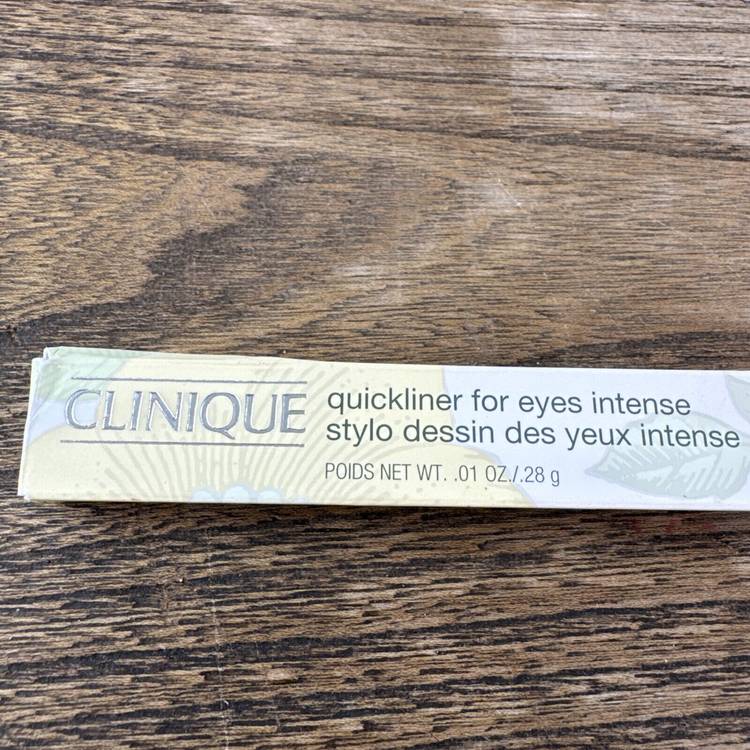 CLINIQUE
quickliner for eyes intense
stylo dessin des yeux intense
POIDS NET WT. .01 OZ./.28 g